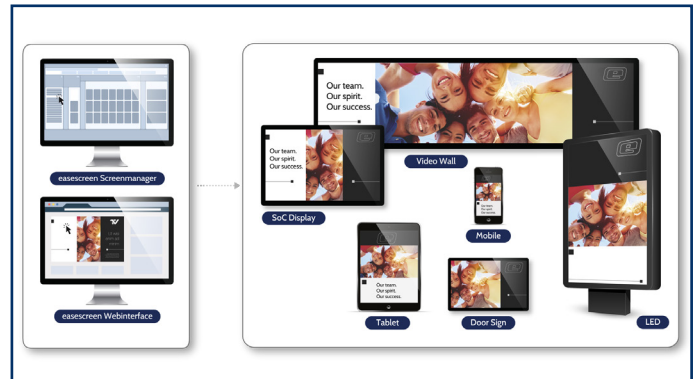 easescreen Screenmanager
easescreen Webinterface
Our team.
Our spirit.
Our success.
Video Wall
Our team.
Our spirit.
Our success.
SoC Display
Mobile
Our team.
Our spirit.
Our success.
Tablet
Door Sign
LED